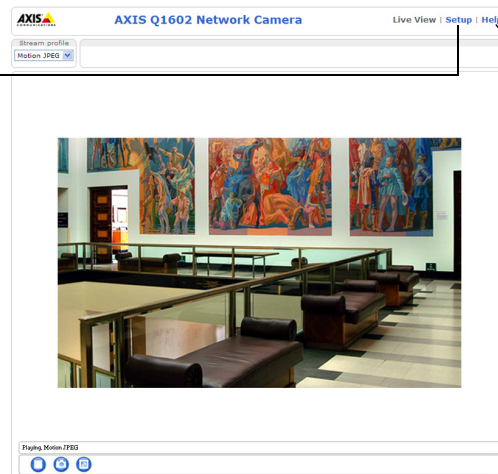 AXIS
COMMUNICATIONS
AXIS Q1602 Network Camera
Live View | Setup | Help
Stream profile
Motion JPEG
Playing, Motion JPEG